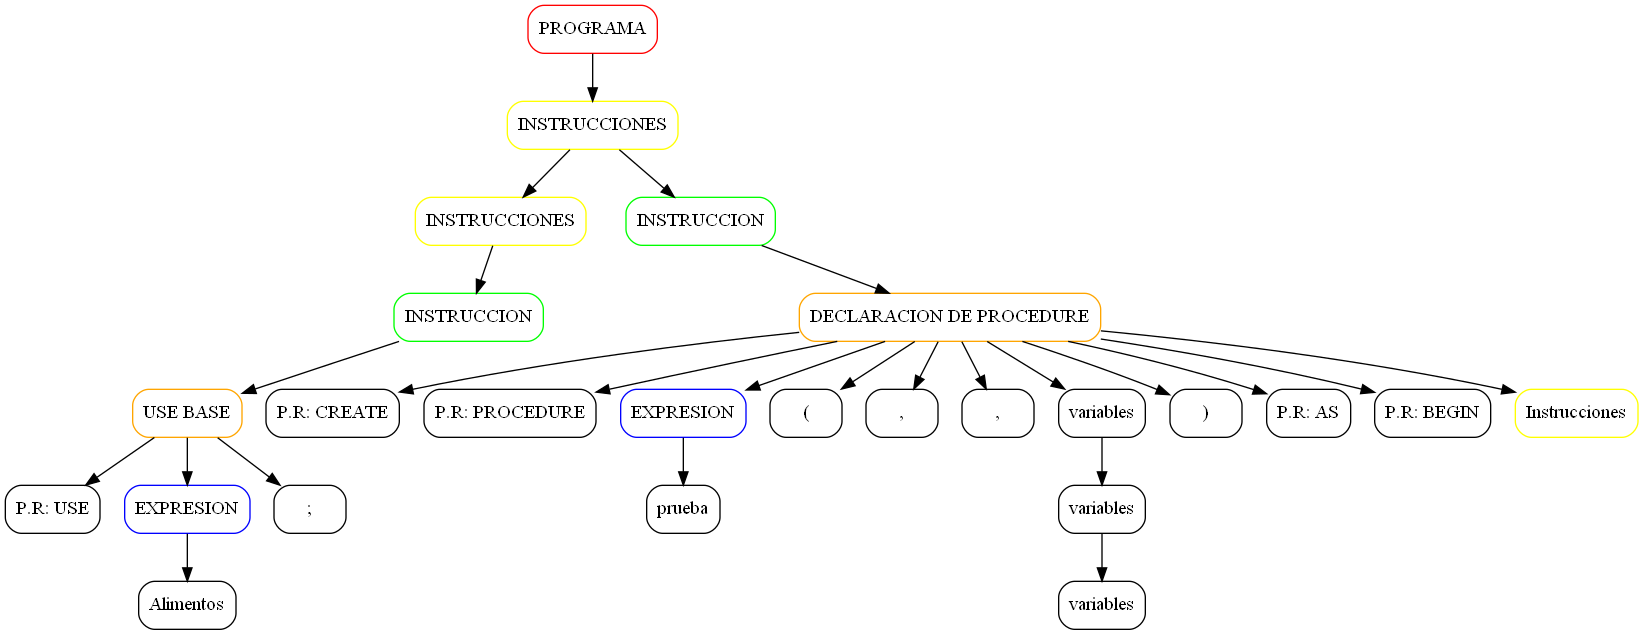 PROGRAMA
INSTRUCCIONES
INSTRUCCIONES
INSTRUCCION
INSTRUCCION
DECLARACION DE PROCEDURE
USE BASE
P.R: CREATE
P.R: PROCEDURE
EXPRESION
(
,
,
variables
)
P.R: AS
P.R: BEGIN
Instrucciones
P.R: USE
EXPRESION
;
prueba
variables
Alimentos
variables